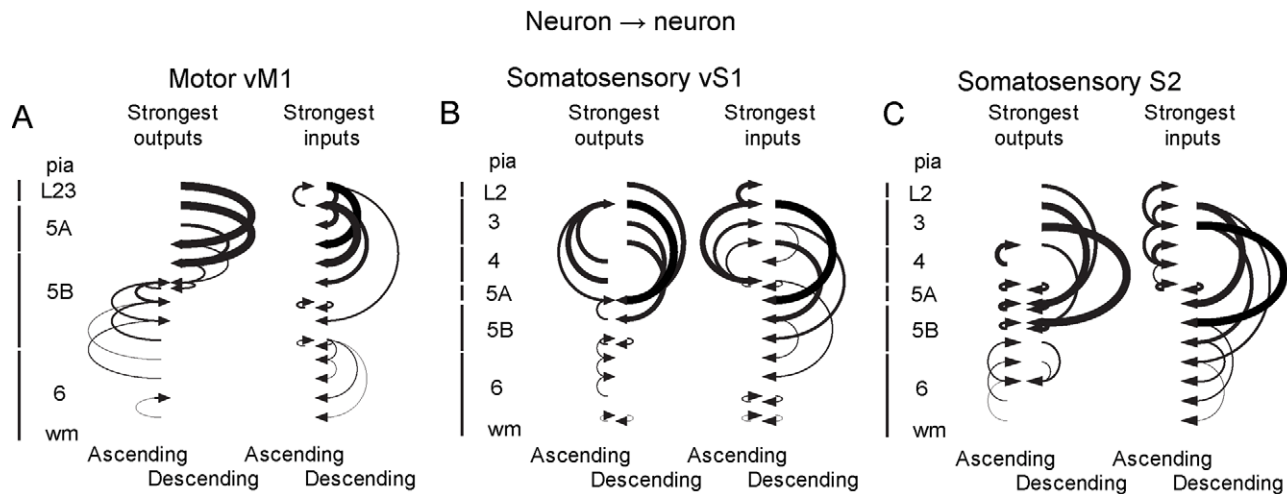 Neuron → neuron
Motor vM1
Somatosensory vS1
Somatosensory S2
A
Strongest
outputs
Strongest
inputs
pia
L23
5A
5B
6
wm
Ascending
Descending
Ascending
Descending
B
Strongest
outputs
Strongest
inputs
pia
L2
3
4
5A
5B
6
wm
Ascending
Descending
Ascending
Descending
C
Strongest
outputs
Strongest
inputs
pia
L2
3
4
5A
5B
6
wm
Ascending
Descending
Ascending
Descending